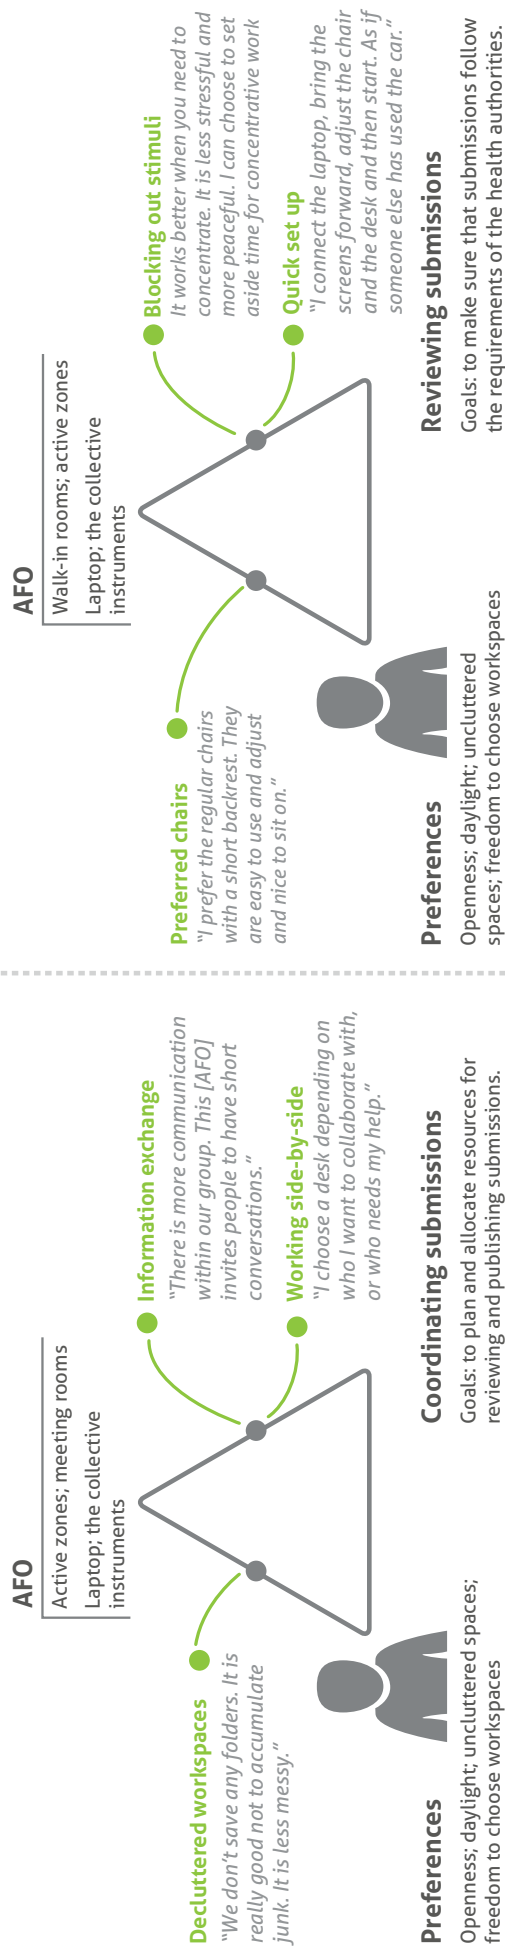 AFO
Active zones; meeting rooms
Laptop; the collective
instruments
Decluttered workspaces
“We don’t save any folders. It is
really good not to accumulate
junk. It is less messy.”
Information exchange
“There is more communication
within our group. This [AFO]
invites people to have short
conversations.”
Working side-by-side
“I choose a desk depending on
who I want to collaborate with,
or who needs my help.”
Preferences
Openness; daylight; uncluttered spaces;
freedom to choose workspaces
Coordinating submissions
Goals: to plan and allocate resources for
reviewing and publishing submissions.
AFO
Walk-in rooms; active zones
Laptop; the collective
instruments
Preferred chairs
“I prefer the regular chairs
with a short backrest. They
are easy to use and adjust
and nice to sit on.”
Blocking out stimuli
It works better when you need to
concentrate. It is less stressful and
more peaceful. I can choose to set
aside time for concentrative work
Quick set up
“I connect the laptop, bring the
screens forward, adjust the chair
and the desk and then start. As if
someone else has used the car.”
Preferences
Openness; daylight; uncluttered
spaces; freedom to choose workspaces
Reviewing submissions
Goals: to make sure that submissions follow
the requirements of the health authorities.